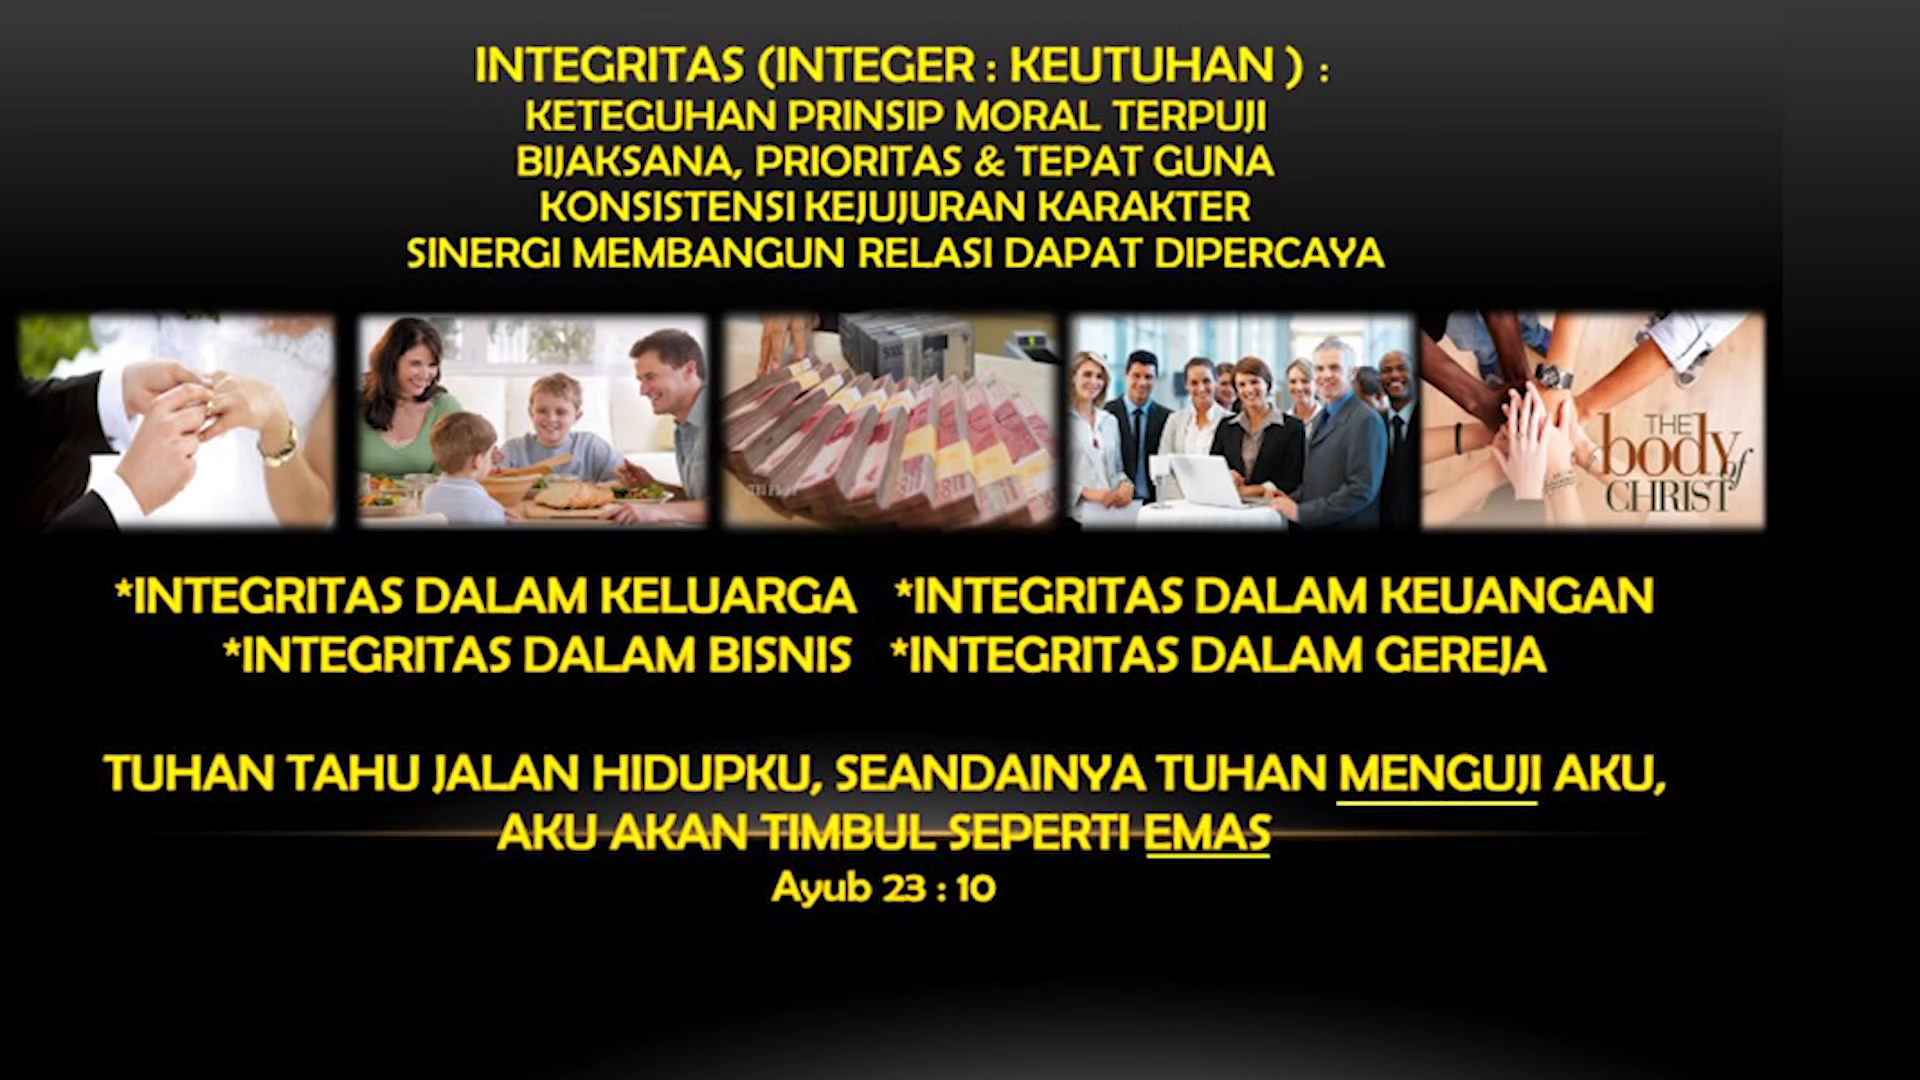 INTEGRITAS (INTEGER : KEUTUHAN ) :
KETEGUHAN PRINSIP MORAL TERPUJI
BIJAKSANA, PRIORITAS & TEPAT GUNA
KONSISTENSI KEJUJURAN KARAKTER
SINERGI MEMBANGUN RELASI DAPAT DIPERCAYA
THE
body of
CHRIST
*INTEGRITAS DALAM KELUARGA *INTEGRITAS DALAM KEUANGAN
*INTEGRITAS DALAM BISNIS *INTEGRITAS DALAM GEREJA
TUHAN TAHU JALAN HIDUPKU, SEANDAINYA TUHAN MENGUJI AKU,
AKU AKAN TIMBUL SEPERTI EMAS
Ayub 23 : 10